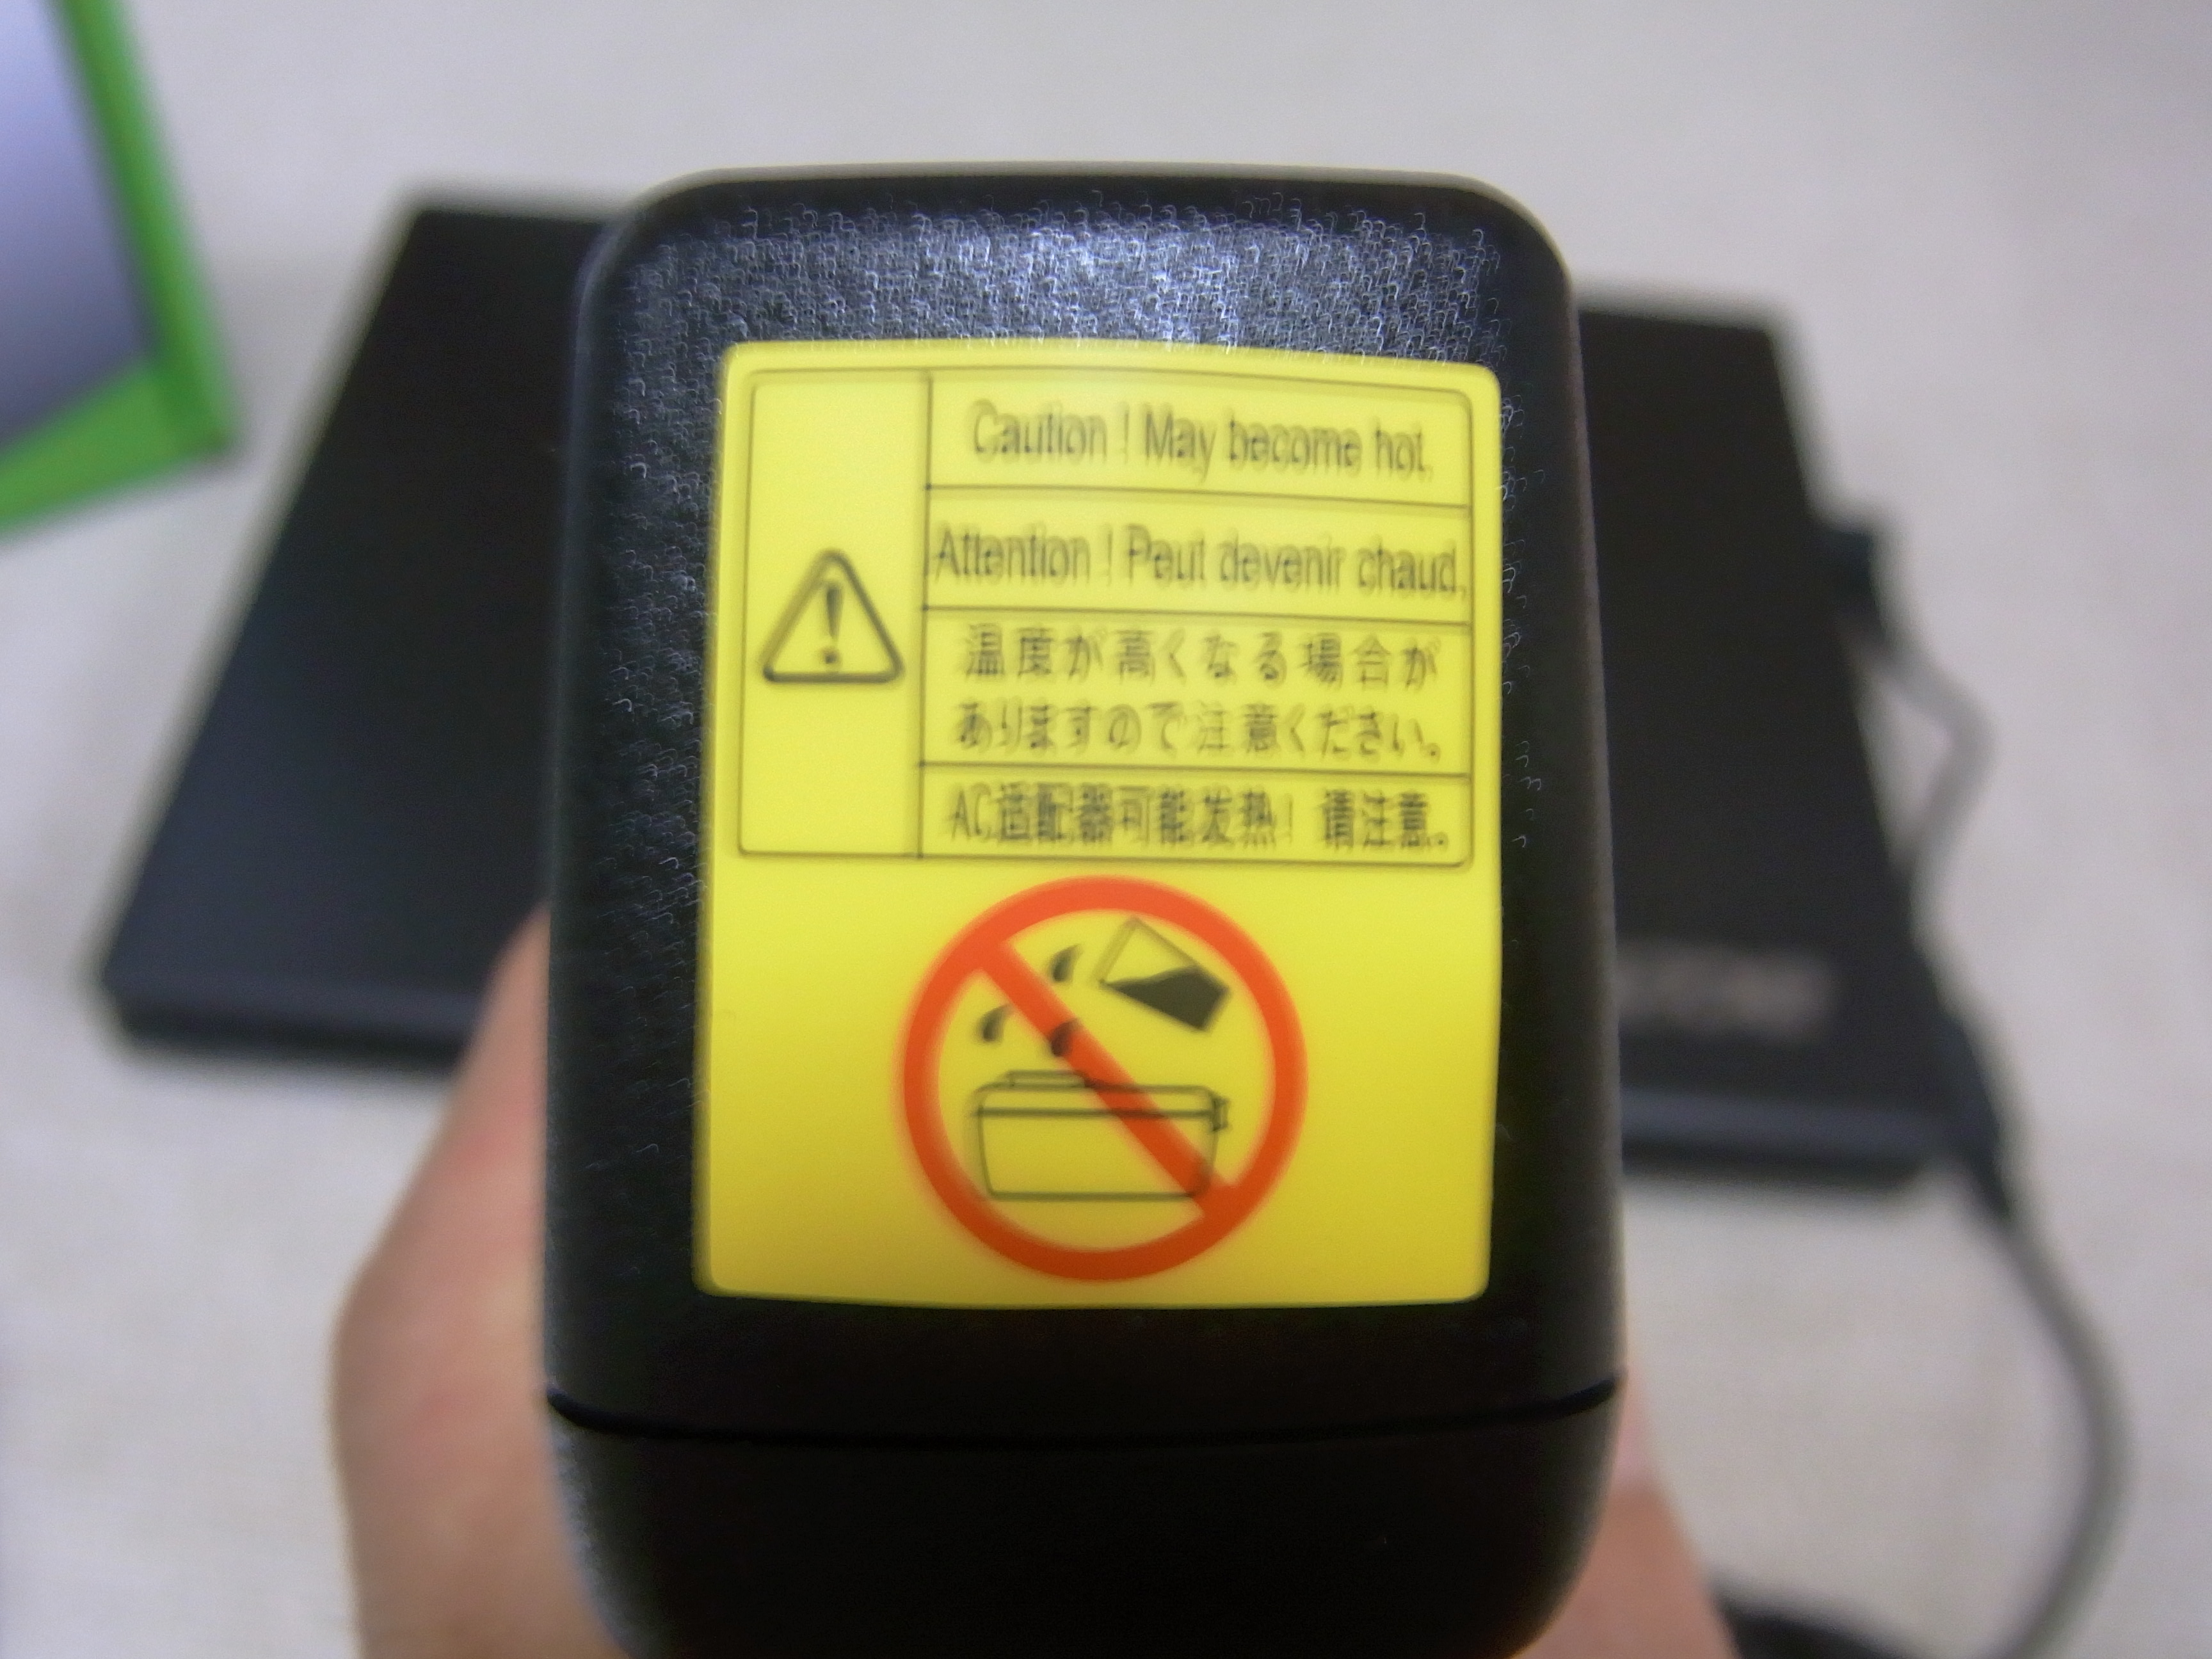 Caution ! May become hot.
Attention ! Peut devenir chaud.
温度が高くなる場合が
ありますので注意ください。
AC适配器可能发热！ 请注意。